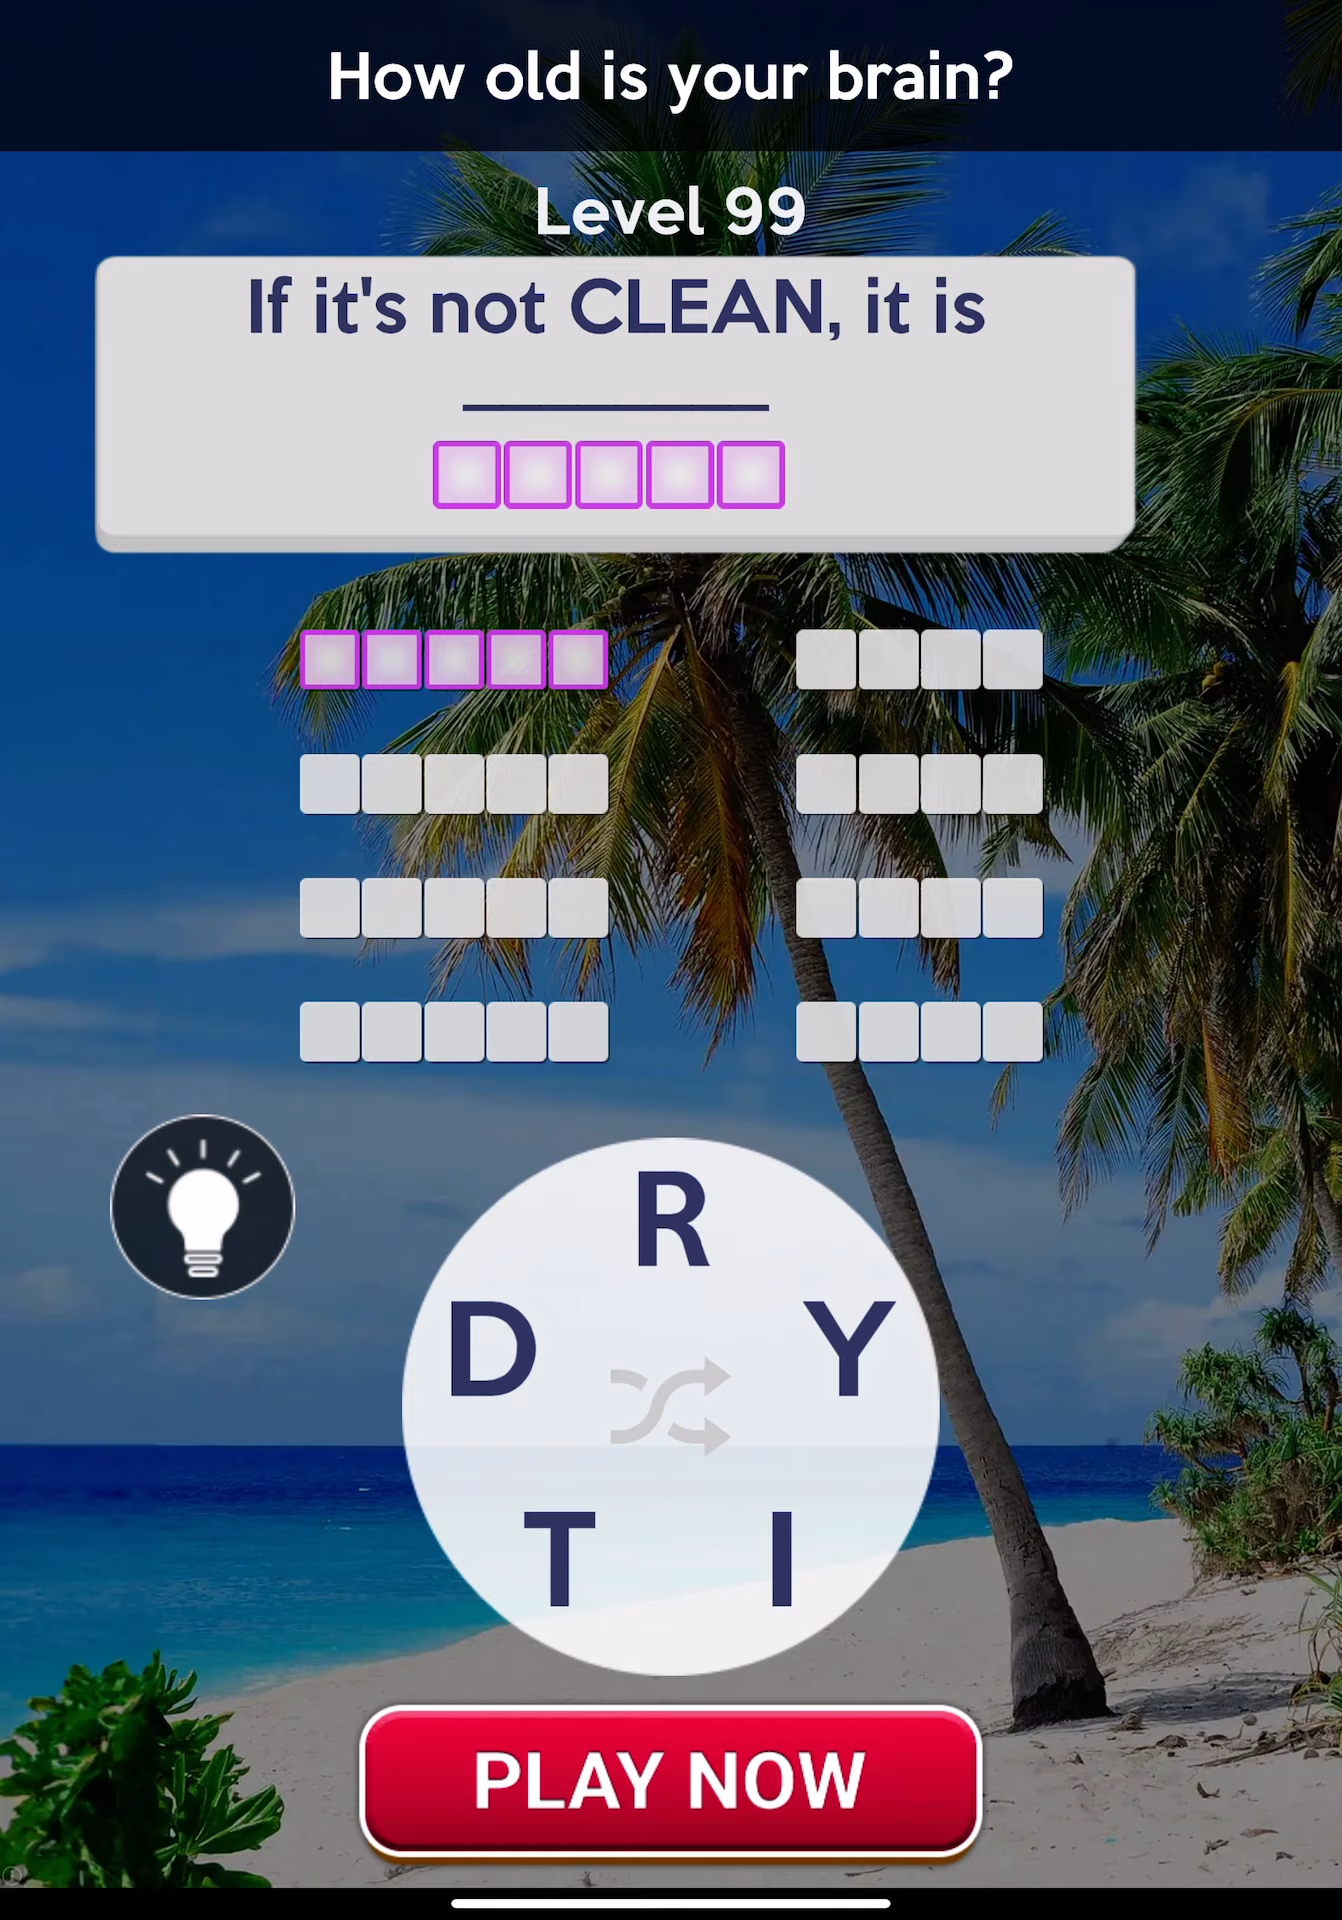 How old is your brain?
Level 99
If it's not CLEAN, it is
R
D Y
T I
PLAY NOW